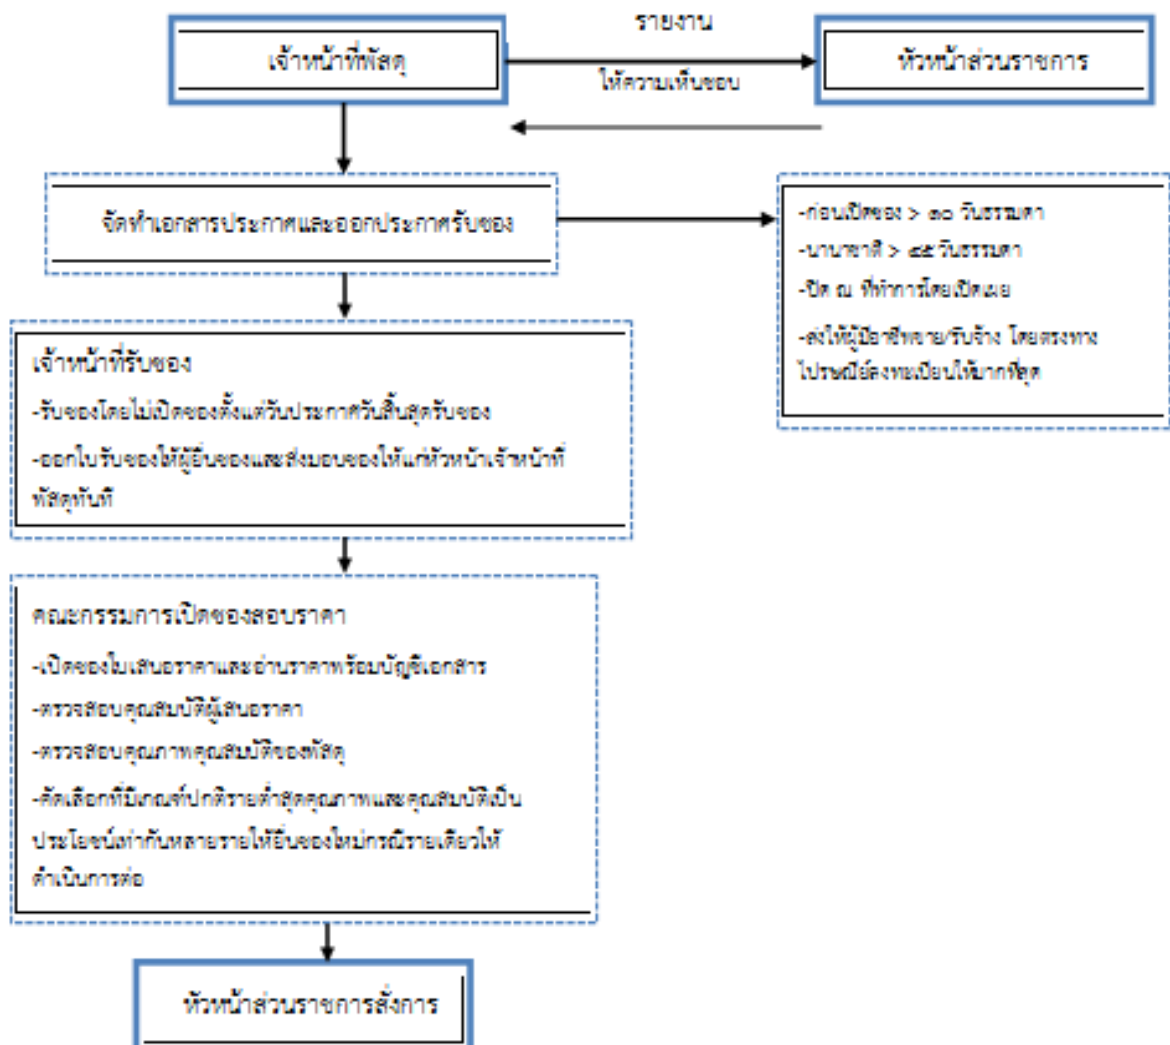 รายงาน
เจ้าหน้าที่พัสดุ
หัวหน้าส่วนราชการ
ให้ความเห็นชอบ
จัดทำเอกสารประกาศและออกประกาศรับซอง
-ก่อนเปิดซอง > ๑๐ วันธรรมดา
-นานาชาติ > ๔๕ วันธรรมดา
-ปิด ณ ที่ทำการโดยเปิดเผย
-ส่งให้ผู้มีอาชีพขาย/รับจ้าง โดยตรงทาง
ไปรษณีย์ลงทะเบียนให้มากที่สุด
เจ้าหน้าที่รับซอง
-รับซองโดยไม่เปิดซองตั้งแต่วันประกาศวันสิ้นสุดรับซอง
-ออกใบรับซองให้ผู้ยื่นซองและส่งมอบซองให้แก่หัวหน้าเจ้าหน้าที่
พัสดุทันที
คณะกรรมการเปิดซองสอบราคา
-เปิดซองใบเสนอราคาและอ่านราคาพร้อมบัญชีเอกสาร
-ตรวจสอบคุณสมบัติผู้เสนอราคา
-ตรวจสอบคุณภาพคุณสมบัติของพัสดุ
-คัดเลือกที่มีเกณฑ์ปกติรายต่ำสุดคุณภาพและคุณสมบัติเป็น
ประโยชน์เท่ากันหลายรายให้ยื่นซองใหม่กรณีรายเดียวให้
ดำเนินการต่อ
หัวหน้าส่วนราชการสั่งการ